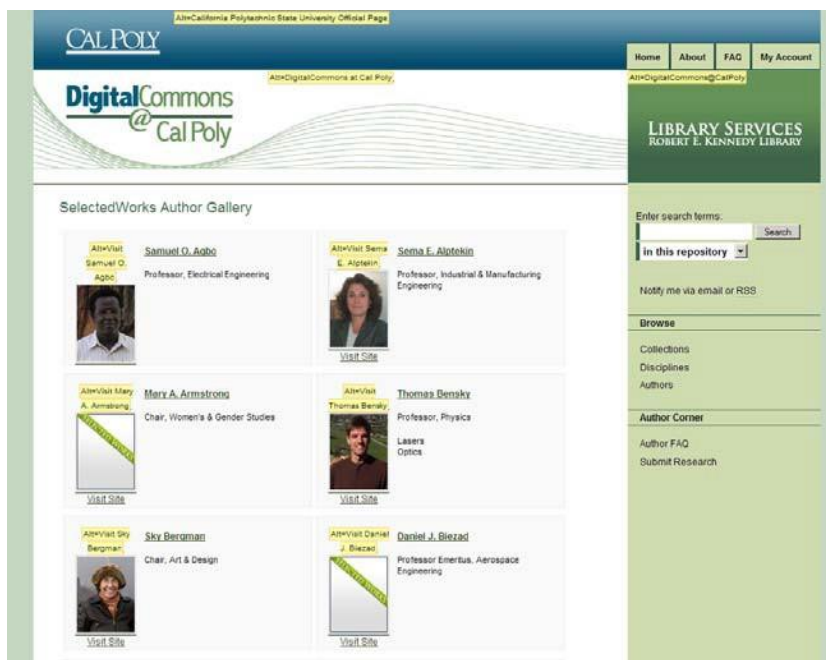 Alt=California Polytechnic State University Official Page
CAL POLY
Home About FAQ My Account
Alt=DigitalCommons at Cal Poly
Alt=DigitalCommons@CalPoly
DigitalCommons
@ Cal Poly
LIBRARY SERVICES
ROBERT E. KENNEDY LIBRARY
SelectedWorks Author Gallery
Alt=Visit Samuel O. Agbo
Samuel O. Agbo
Professor, Electrical Engineering
Alt=Visit Sema E. Alptekin
Sema E. Alptekin
Professor, Industrial & Manufacturing
Engineering
Visit Site
Alt=Visit Mary A. Armstrong
Mary A. Armstrong
Chair, Women's & Gender Studies
Visit Site
Alt=Visit Thomas Bensky
Thomas Bensky
Professor, Physics
Lasers
Optics
Visit Site
Alt=Visit Sky Bergman
Sky Bergman
Chair, Art & Design
Visit Site
Alt=Visit Daniel J. Biezad
Daniel J. Biezad
Professor Emeritus, Aerospace
Engineering
Visit Site
Enter search terms:
Search
in this repository
Notify me via email or RSS
Browse
Collections
Disciplines
Authors
Author Corner
Author FAQ
Submit Research